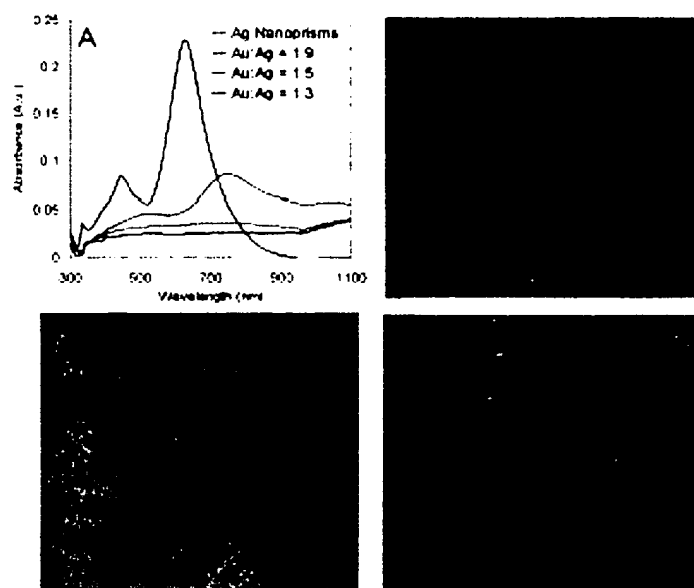 0.25
A
0.2
0.15
0.1
0.05
0
Absorbance (A.u.)
Ag Nanoprisms
Au:Ag = 1:9
Au:Ag = 1:5
Au:Ag = 1:3
300 500 700 900 1100
Wavelength (nm)